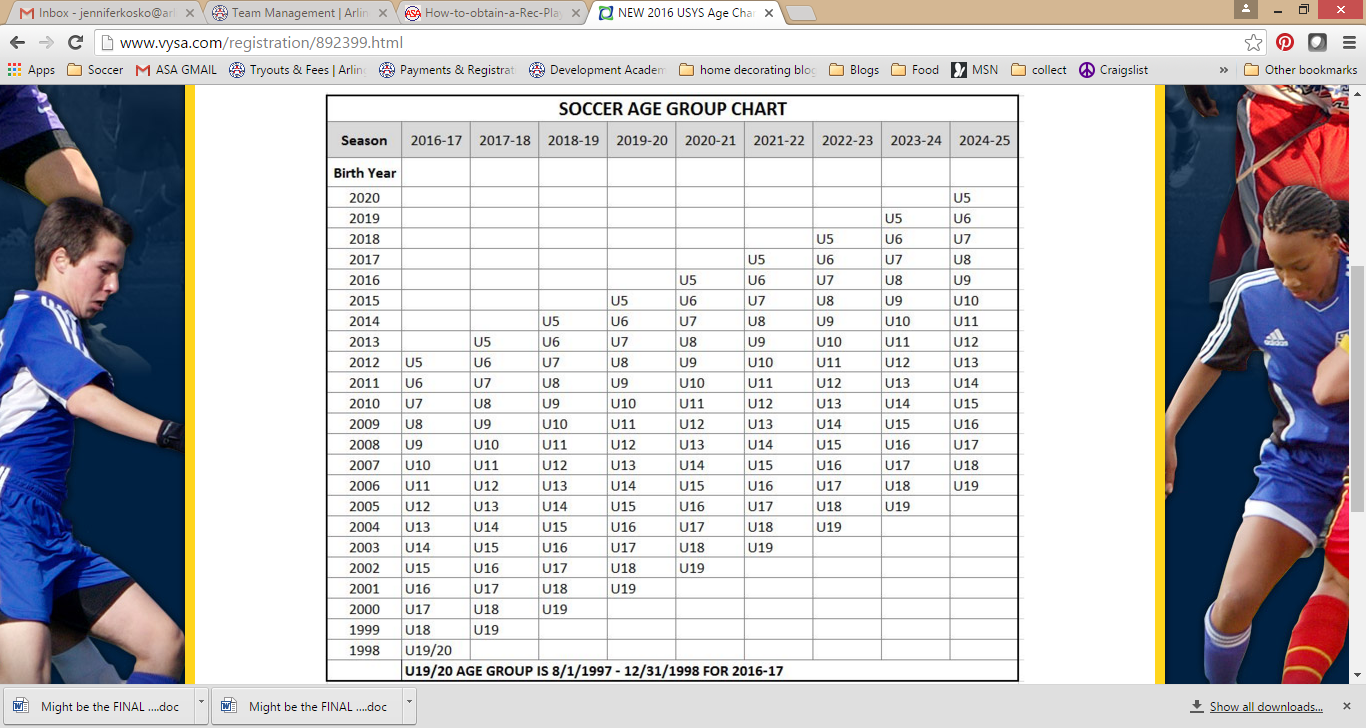 Inbox - jenniferkosko@ar
Team Management | Arlin
How-to-obtain-a-Rec-Pla
NEW 2016 USYS Age Cha
www.vysa.com/registration/892399.html
Apps Soccer ASA GMAIL Tryouts & Fees | Arling Payments & Registrat Development Academ home decorating blog Blogs Food MSN collect Craigslist » Other bookmarks
SOCCER AGE GROUP CHART
Season 2016-17 2017-18 2018-19 2019-20 2020-21 2021-22 2022-23 2023-24 2024-25
Birth Year
2020 U5
2019 U5 U6
2018 U5 U6 U7
2017 U5 U6 U7 U8
2016 U5 U6 U7 U8 U9
2015 U5 U6 U7 U8 U9 U10
2014 U5 U6 U7 U8 U9 U10 U11
2013 U5 U6 U7 U8 U9 U10 U11 U12
2012 U5 U6 U7 U8 U9 U10 U11 U12 U13
2011 U6 U7 U8 U9 U10 U11 U12 U13 U14
2010 U7 U8 U9 U10 U11 U12 U13 U14 U15
2009 U8 U9 U10 U11 U12 U13 U14 U15 U16
2008 U9 U10 U11 U12 U13 U14 U15 U16 U17
2007 U10 U11 U12 U13 U14 U15 U16 U17 U18
2006 U11 U12 U13 U14 U15 U16 U17 U18 U19
2005 U12 U13 U14 U15 U16 U17 U18 U19
2004 U13 U14 U15 U16 U17 U18 U19
2003 U14 U15 U16 U17 U18 U19
2002 U15 U16 U17 U18 U19
2001 U16 U17 U18 U19
2000 U17 U18 U19
1999 U18 U19
1998 U19/20
U19/20 AGE GROUP IS 8/1/1997 - 12/31/1998 FOR 2016-17
adidas
Might be the FINAL ....doc
Might be the FINAL ....doc
Show all downloads...